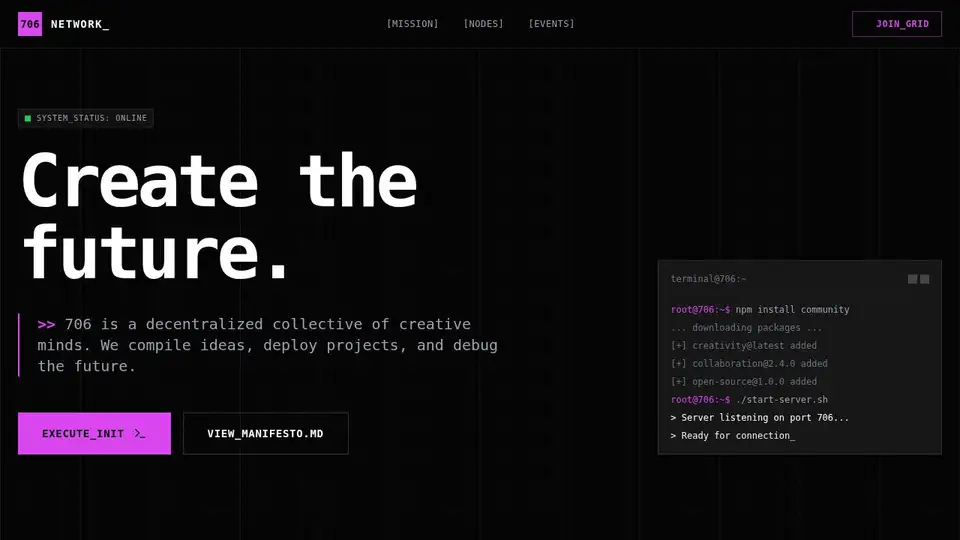 706 NETWORK_
[MISSION] [NODES] [EVENTS]
JOIN_GRID
SYSTEM_STATUS: ONLINE
Create the
future.
>> 706 is a decentralized collective of creative
minds. We compile ideas, deploy projects, and debug
the future.
EXECUTE_INIT
VIEW_MANIFESTO.MD
terminal@706:~
root@706:~$ npm install community
... downloading packages ...
[+] creativity@latest added
[+] collaboration@2.4.0 added
[+] open-source@1.0.0 added
root@706:~$ ./start-server.sh
> Server listening on port 706...
> Ready for connection_